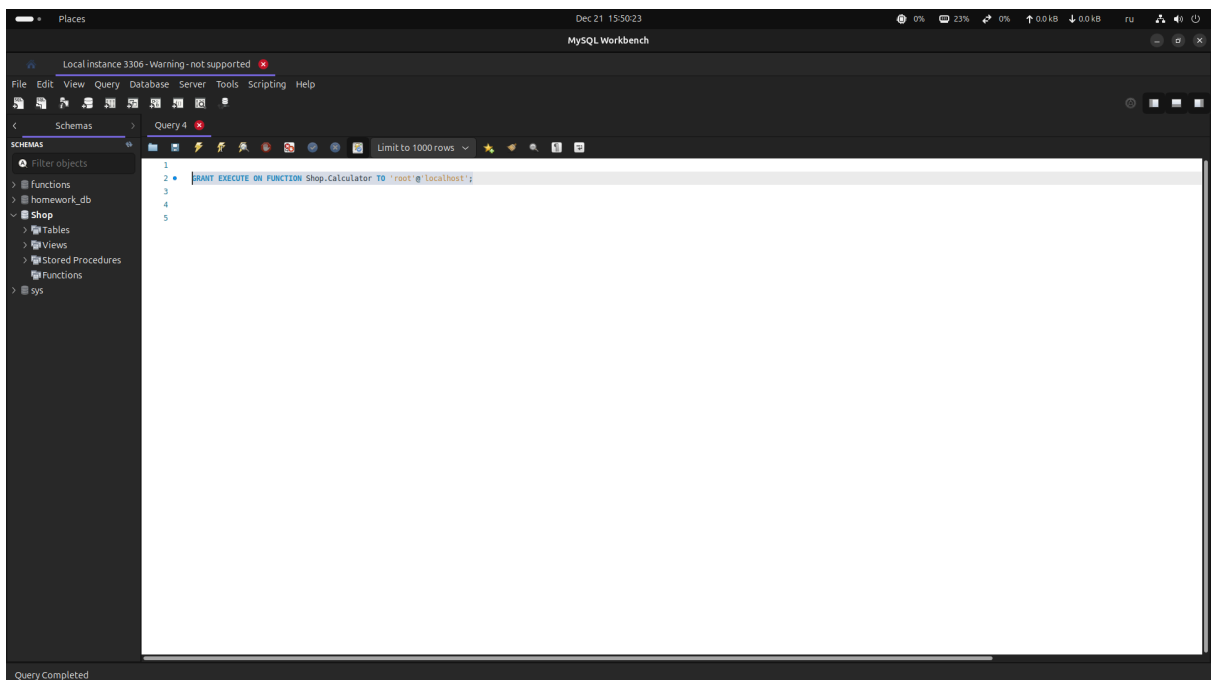 Places
Dec 21 15:50:23
0%
23%
0%
0.0 kB
0.0 kB
ru
MySQL Workbench
Local instance 3306 - Warning - not supported
File Edit View Query Database Server Tools Scripting Help
Schemas
Query 4
SCHEMAS
Limit to 1000 rows
Filter objects
functions
homework_db
Shop
Tables
Views
Stored Procedures
Functions
sys
1
2 GRANT EXECUTE ON FUNCTION Shop.Calculator TO 'root'@'localhost';
3
4
5
Query Completed